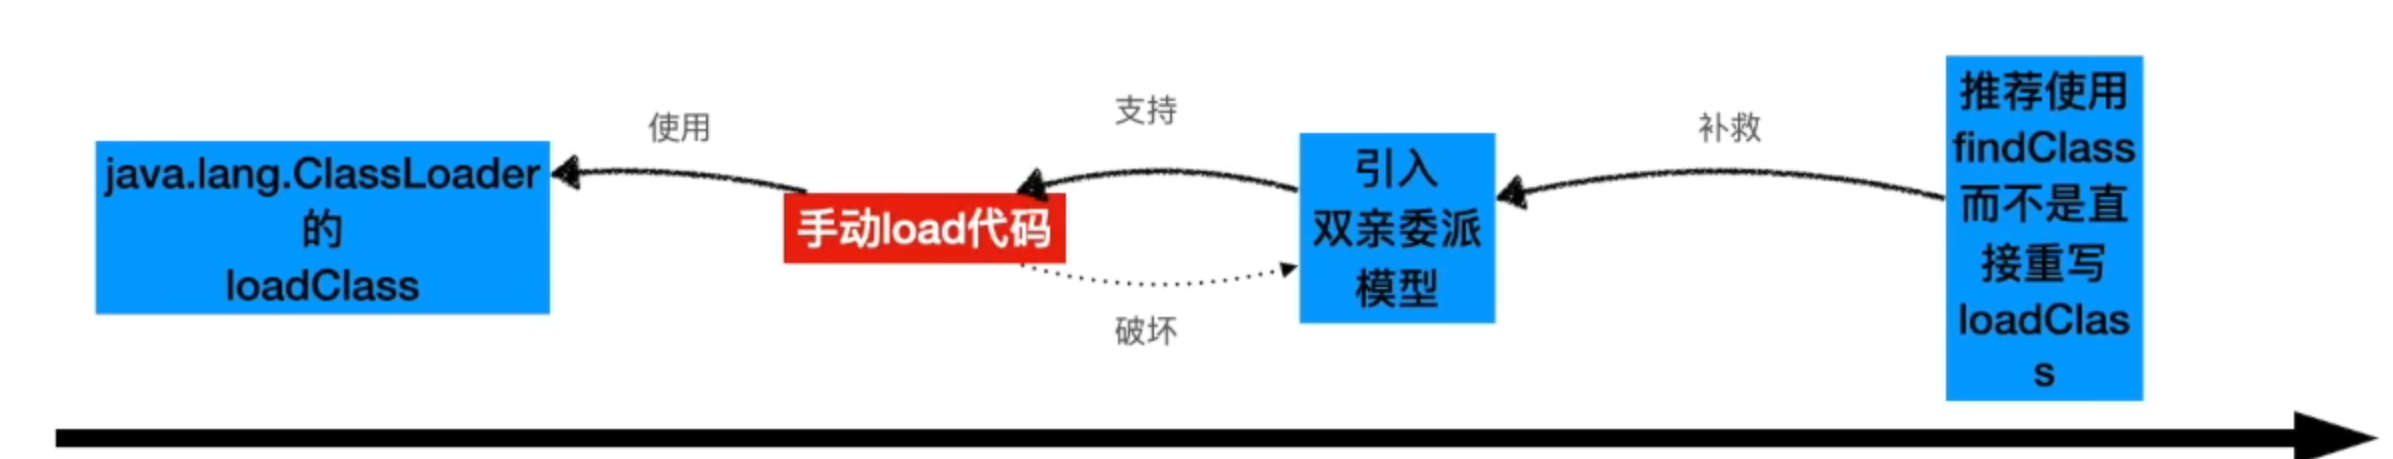 java.lang.ClassLoader
的
loadClass
使用
手动load代码
支持
破坏
引入
双亲委派
模型
补救
推荐使用
findClass
而不是直
接重写
loadClas
s